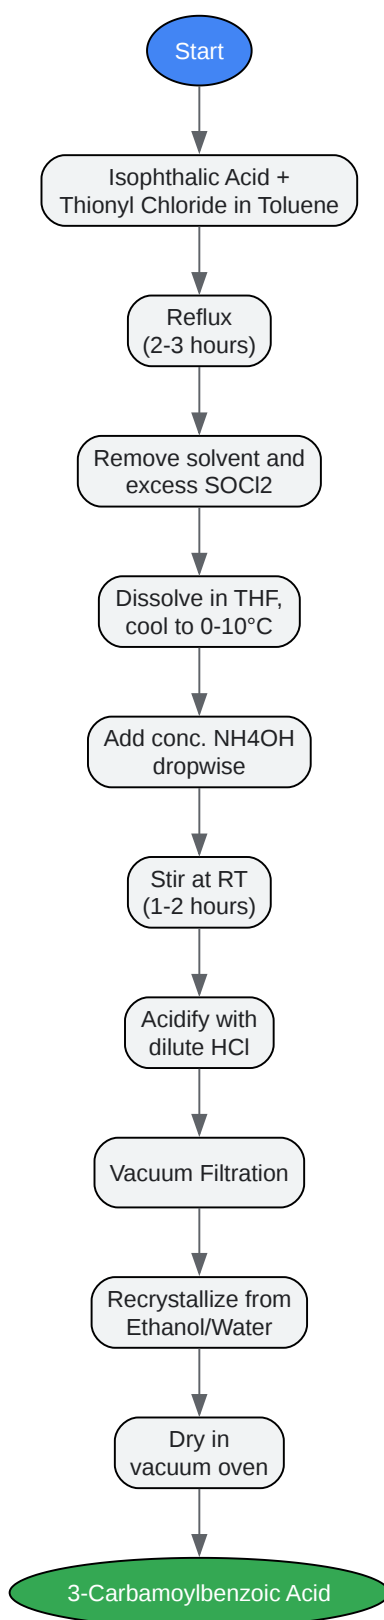 Start
Isophthalic Acid +
Thionyl Chloride in Toluene
Reflux
(2-3 hours)
Remove solvent and
excess SOCl2
Dissolve in THF,
cool to 0-10°C
Add conc. NH4OH
dropwise
Stir at RT
(1-2 hours)
Acidify with
dilute HCl
Vacuum Filtration
Recrystallize from
Ethanol/Water
Dry in
vacuum oven
3-Carbamoylbenzoic Acid